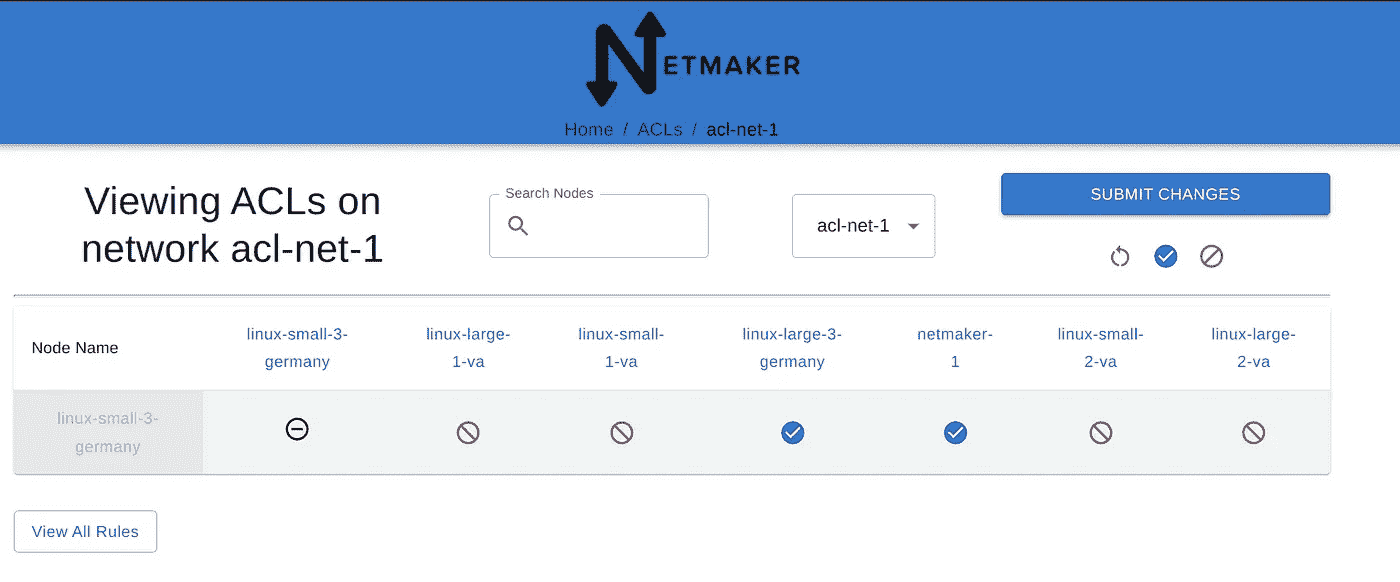 NETMAKER
Home / ACLs / acl-net-1
Viewing ACLs on
network acl-net-1
Search Nodes
acl-net-1
SUBMIT CHANGES
Node Name
linux-small-3-
germany
linux-large-
1-va
linux-small-
1-va
linux-large-3-
germany
netmaker-
1
linux-small-
2-va
linux-large-
2-va
linux-small-3-
germany
View All Rules